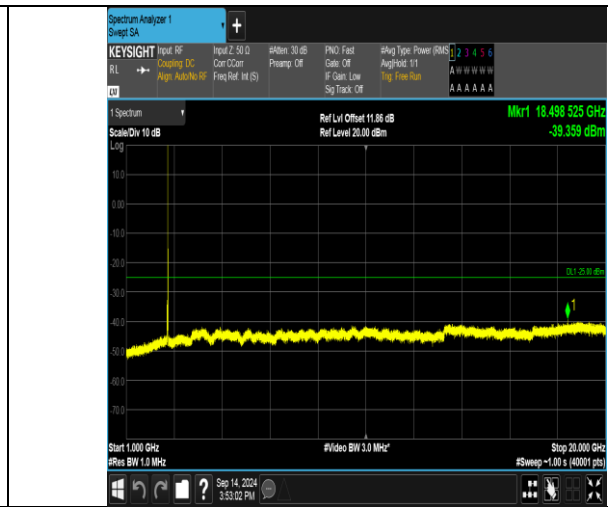 Spectrum Analyzer 1
Swept SA
+
KEYSIGHT Input: RF Input Z: 50 Ω #Atten: 30 dB PNO: Fast #Avg Type: Power (RMS 1 2 3 4 5 6
RL Coupling: DC Corr CCorr Preamp: Off Gate: Off Avg|Hold: 1/1 A W W W W W
Align: Auto/No RF Freq Ref: Int (S) IF Gain: Low Trig: Free Run
Sig Track: Off A A A A A A
1 Spectrum Ref Lvl Offset 11.86 dB Mkr1 18.498 525 GHz
Scale/Div 10 dB Ref Level 20.00 dBm -39.359 dBm
Log
10.0
0.00
-10.0
-20.0
DL1 -25.00 dBm
-30.0
1
-40.0
-50.0
-60.0
-70.0
Start 1.000 GHz #Video BW 3.0 MHz* Stop 20.000 GHz
#Res BW 1.0 MHz #Sweep ~1.00 s (40001 pts)
? Sep 14, 2024
3:53:02 PM